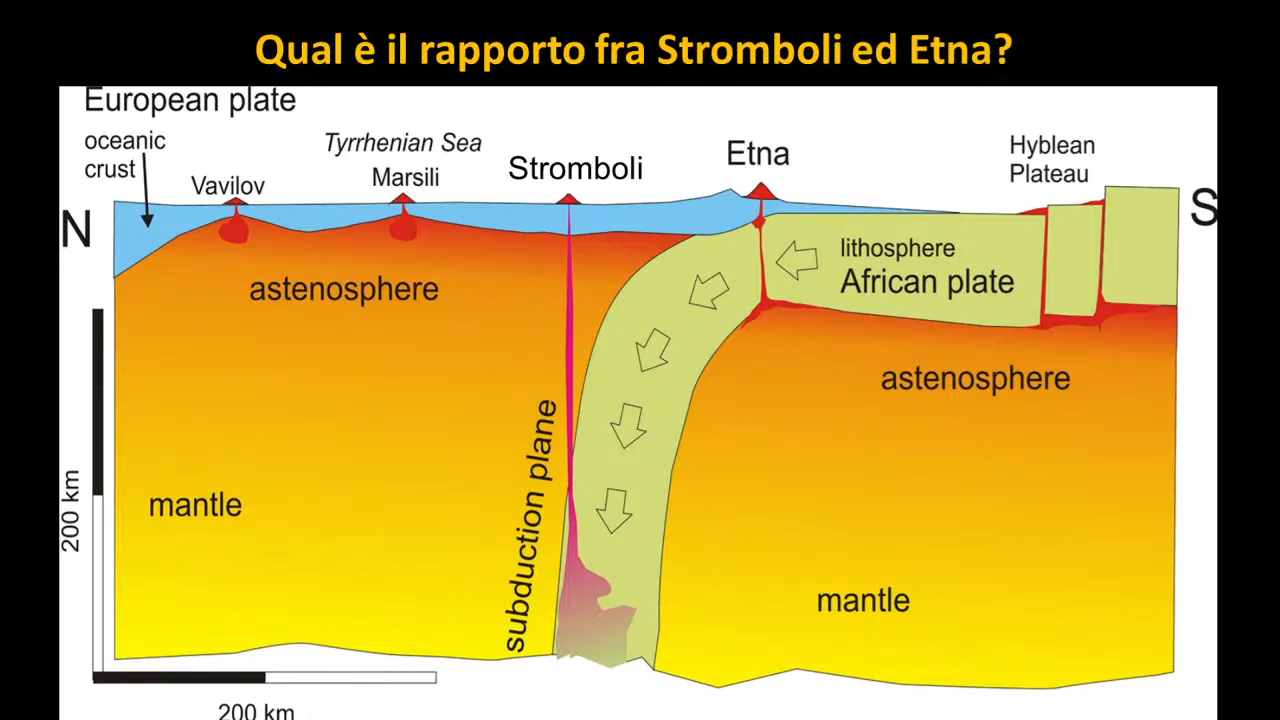 Qual è il rapporto fra Stromboli ed Etna?
European plate
oceanic
crust
Tyrrhenian Sea
Vavilov
Marsili
Stromboli
Etna
Hyblean
Plateau
N
S
astenosphere
lithosphere
African plate
astenosphere
mantle
subduction plane
mantle
200 km
200 km